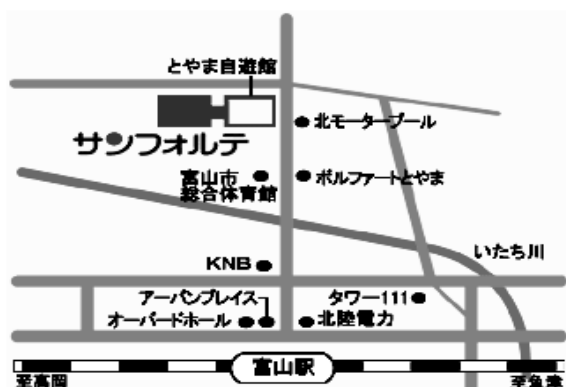 とやま自遊館
北モータープール
サンフォルテ
富山市
総合体育館
ボルファートとやま
いたち川
KNB
アーバンプレイス
タワー111
オーバードホール
北陸電力
富山駅
至高岡
至魚津